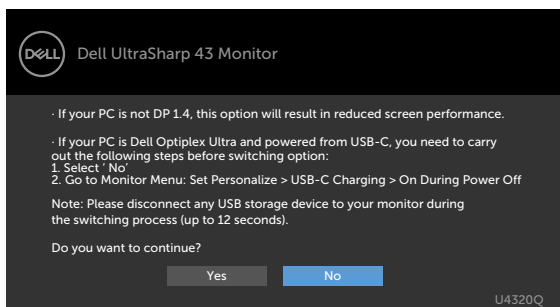 DELL
Dell UltraSharp 43 Monitor
· If your PC is not DP 1.4, this option will result in reduced screen performance.
· If your PC is Dell Optiplex Ultra and powered from USB-C, you need to carry
out the following steps before switching option:
1. Select ‘ No’
2. Go to Monitor Menu: Set Personalize > USB-C Charging > On During Power Off
Note: Please disconnect any USB storage device to your monitor during
the switching process (up to 12 seconds).
Do you want to continue?
Yes
No
U4320Q